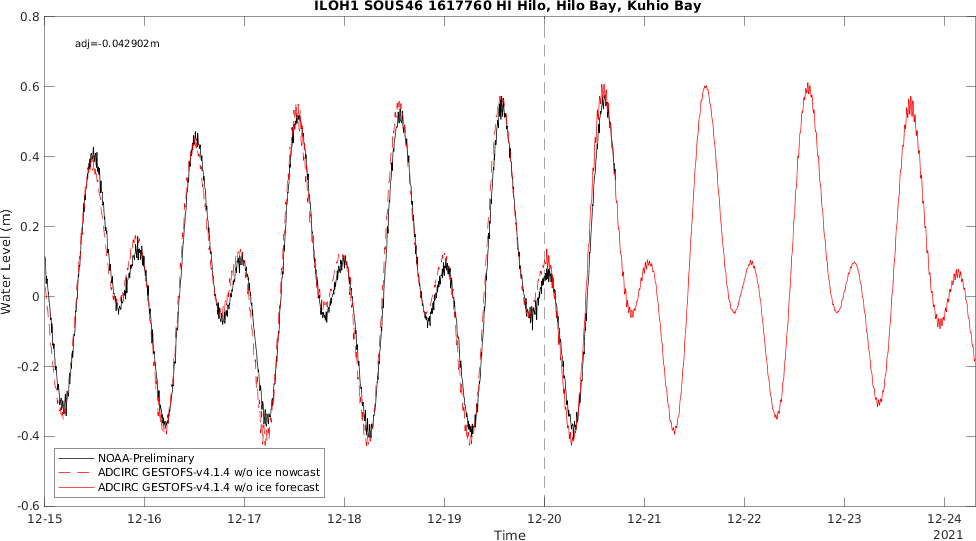 ILOH1 SOUS46 1617760 HI Hilo, Hilo Bay, Kuhio Bay
adj=-0.042902m
0.8
0.6
0.4
0.2
0
-0.2
-0.4
-0.6
Water Level (m)
NOAA-Preliminary
ADCIRC GESTOFS-v4.1.4 w/o ice nowcast
ADCIRC GESTOFS-v4.1.4 w/o ice forecast
12-15 12-16 12-17 12-18 12-19 12-20 12-21 12-22 12-23 12-24
Time
2021